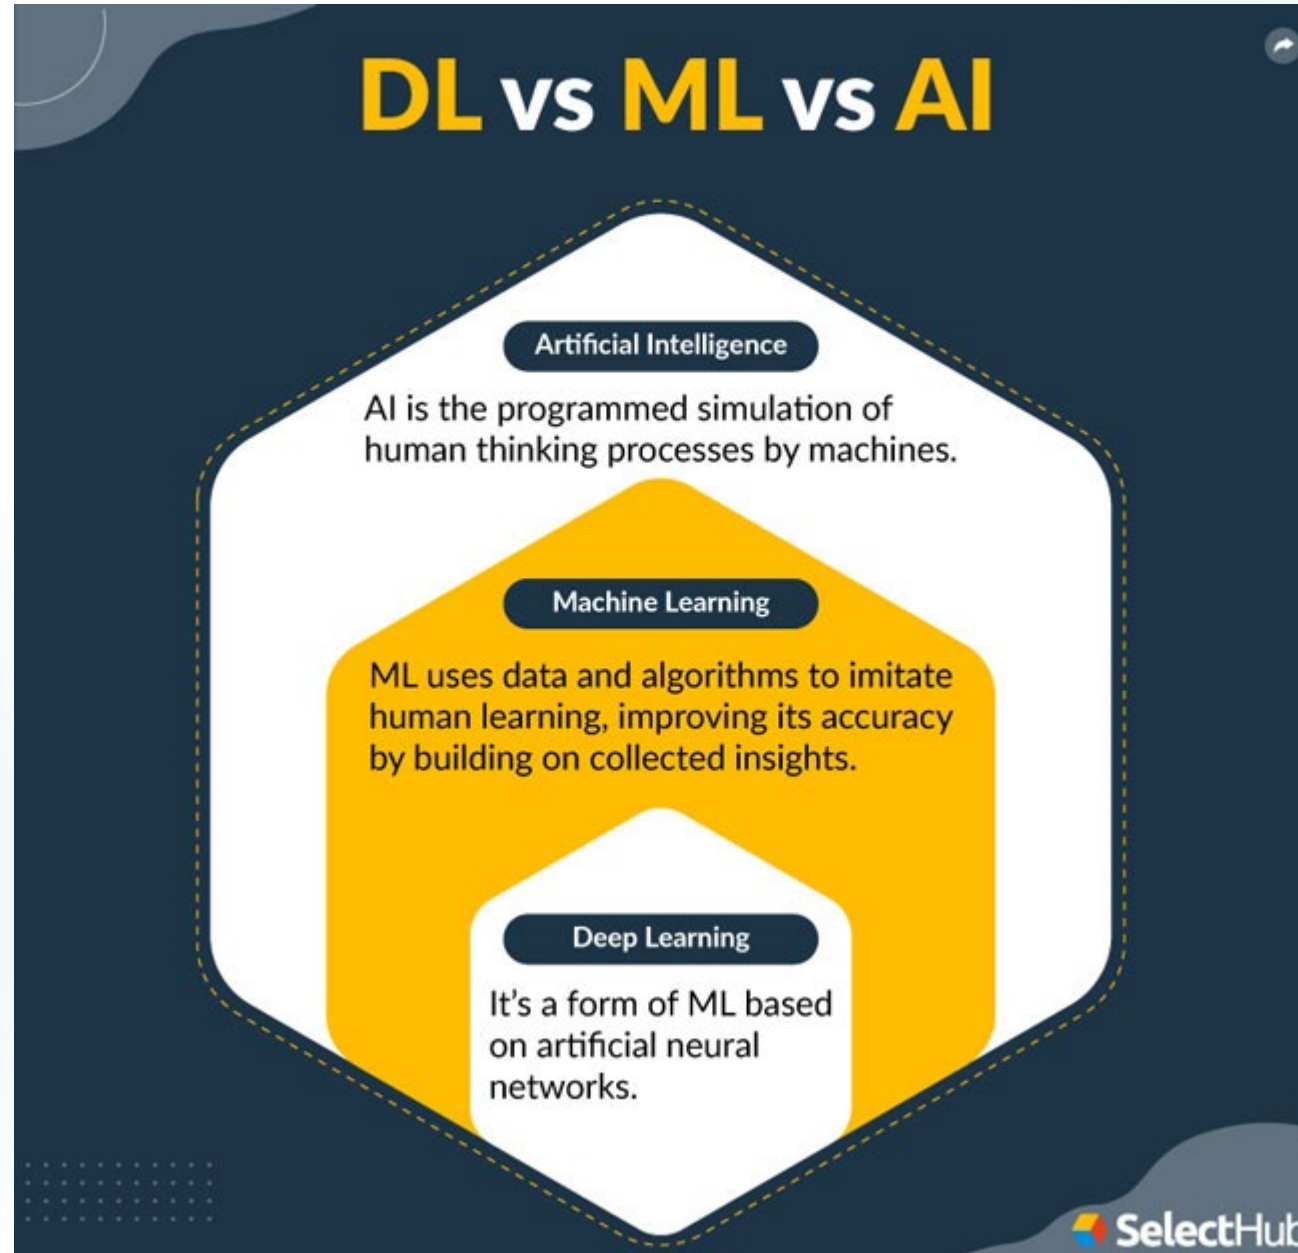 DL vs ML vs AI
Artificial Intelligence
AI is the programmed simulation of
human thinking processes by machines.
Machine Learning
ML uses data and algorithms to imitate
human learning, improving its accuracy
by building on collected insights.
Deep Learning
It's a form of ML based
on artificial neural
networks.
SelectHub